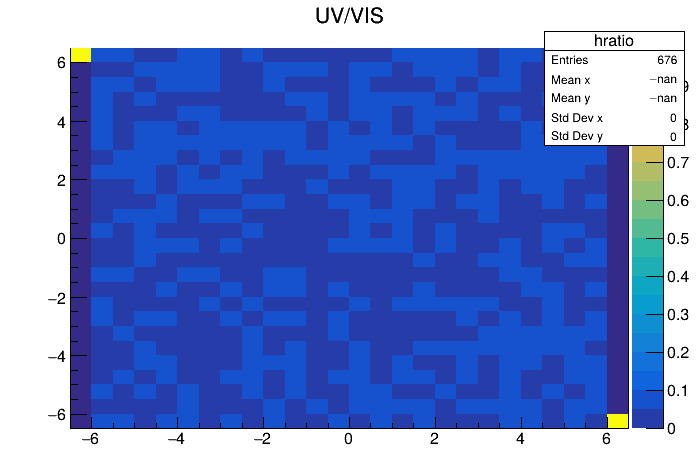 UV/VIS
hratio
Entries 676
Mean x −nan
Mean y −nan
Std Dev x 0
Std Dev y 0
6
4
2
0
−2
−4
−6
−6 −4 −2 0 2 4 6
0.7
0.6
0.5
0.4
0.3
0.2
0.1
0